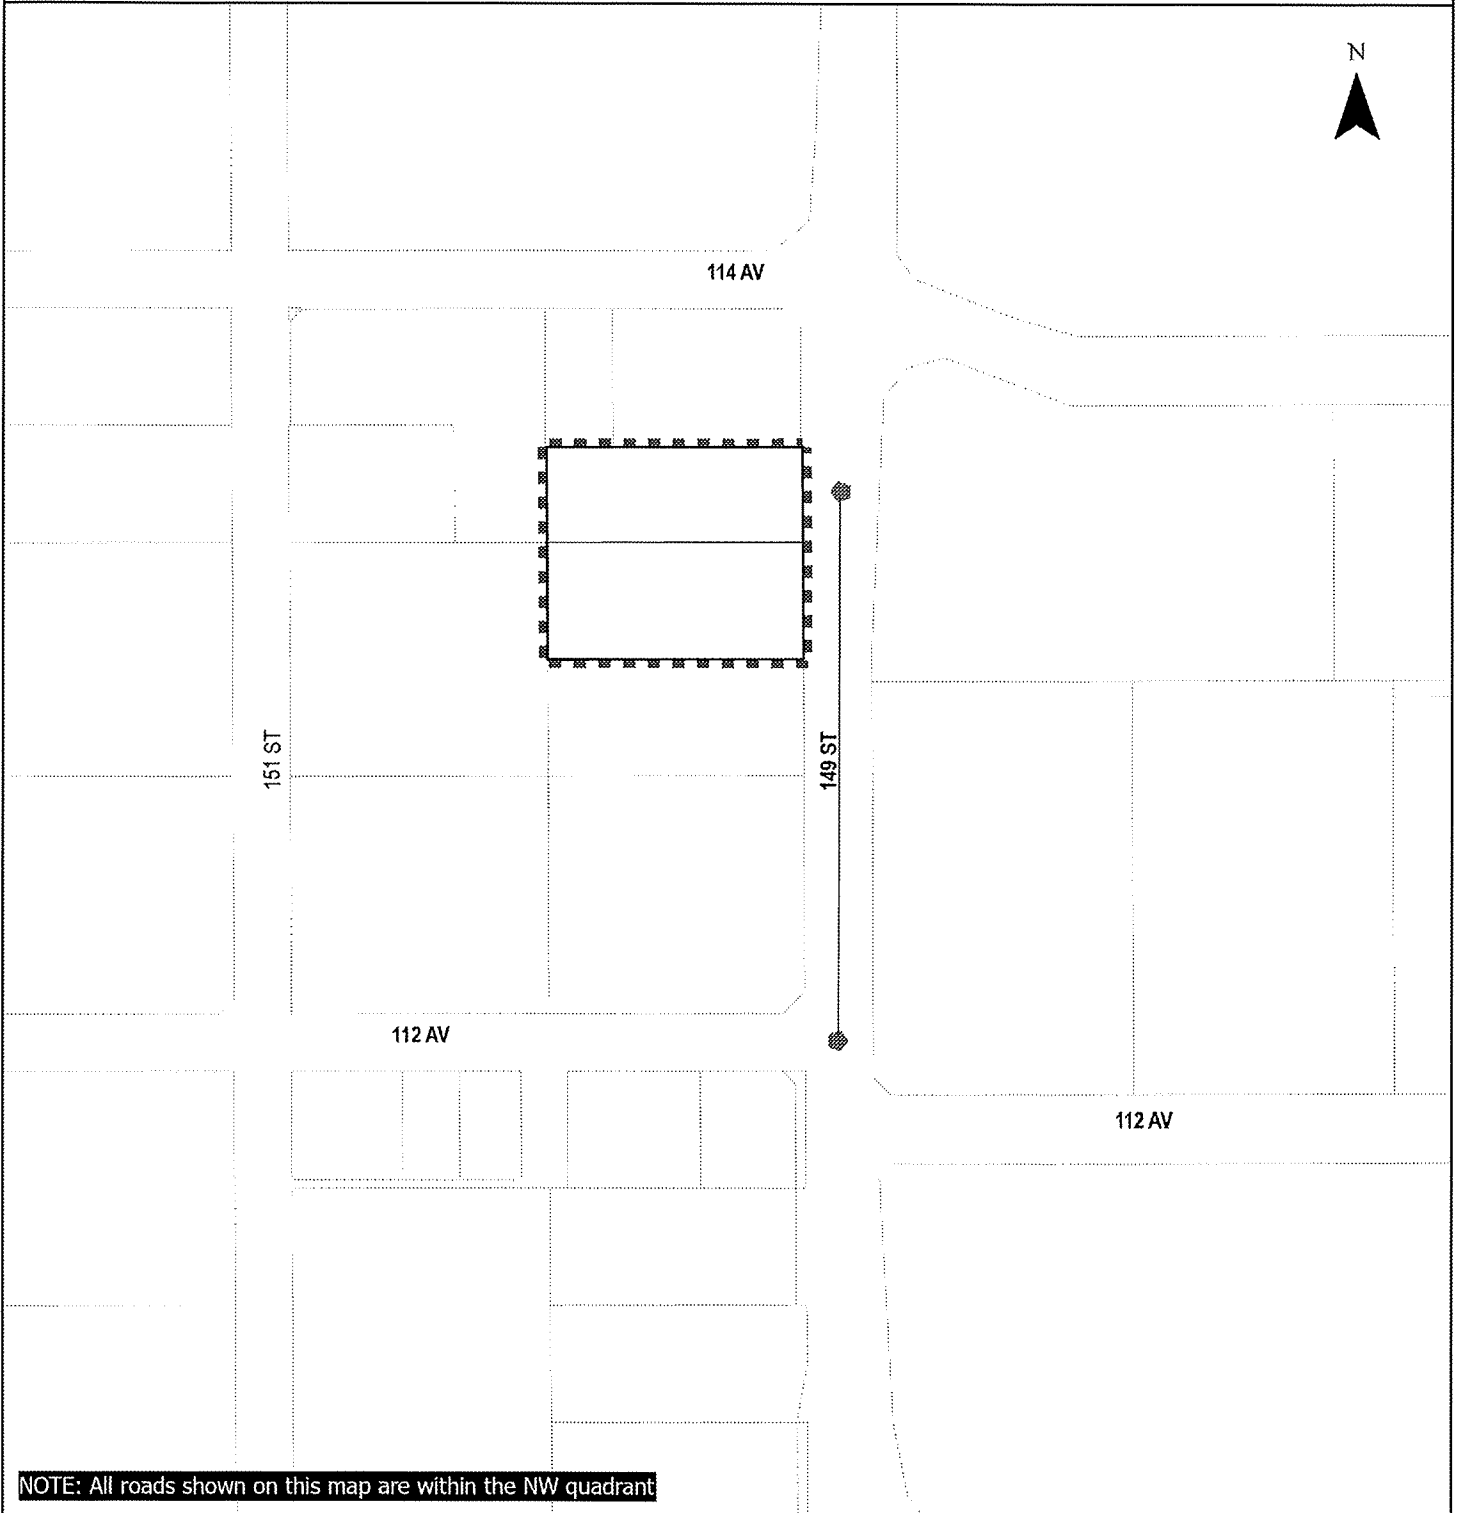 N
114 AV
151 ST
149 ST
112 AV
112 AV
NOTE: All roads shown on this map are within the NW quadrant